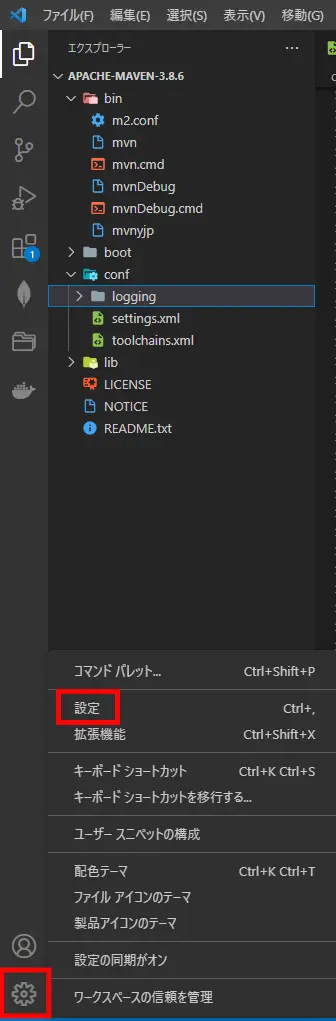 ファイル(F) 編集(E) 選択(S) 表示(V) 移動(G)
エクスプローラー ...
APACHE-MAVEN-3.8.6
bin
m2.conf
mvn
mvn.cmd
mvnDebug
mvnDebug.cmd
mvnyjp
boot
conf
logging
settings.xml
toolchains.xml
lib
LICENSE
NOTICE
README.txt
1
コマンド パレット... Ctrl+Shift+P
設定 Ctrl+,
拡張機能 Ctrl+Shift+X
キーボード ショートカット Ctrl+K Ctrl+S
キーボード ショートカットを移行する...
ユーザー スニペットの構成
配色テーマ Ctrl+K Ctrl+T
ファイル アイコンのテーマ
製品アイコンのテーマ
設定の同期がオン
ワークスペースの信頼を管理